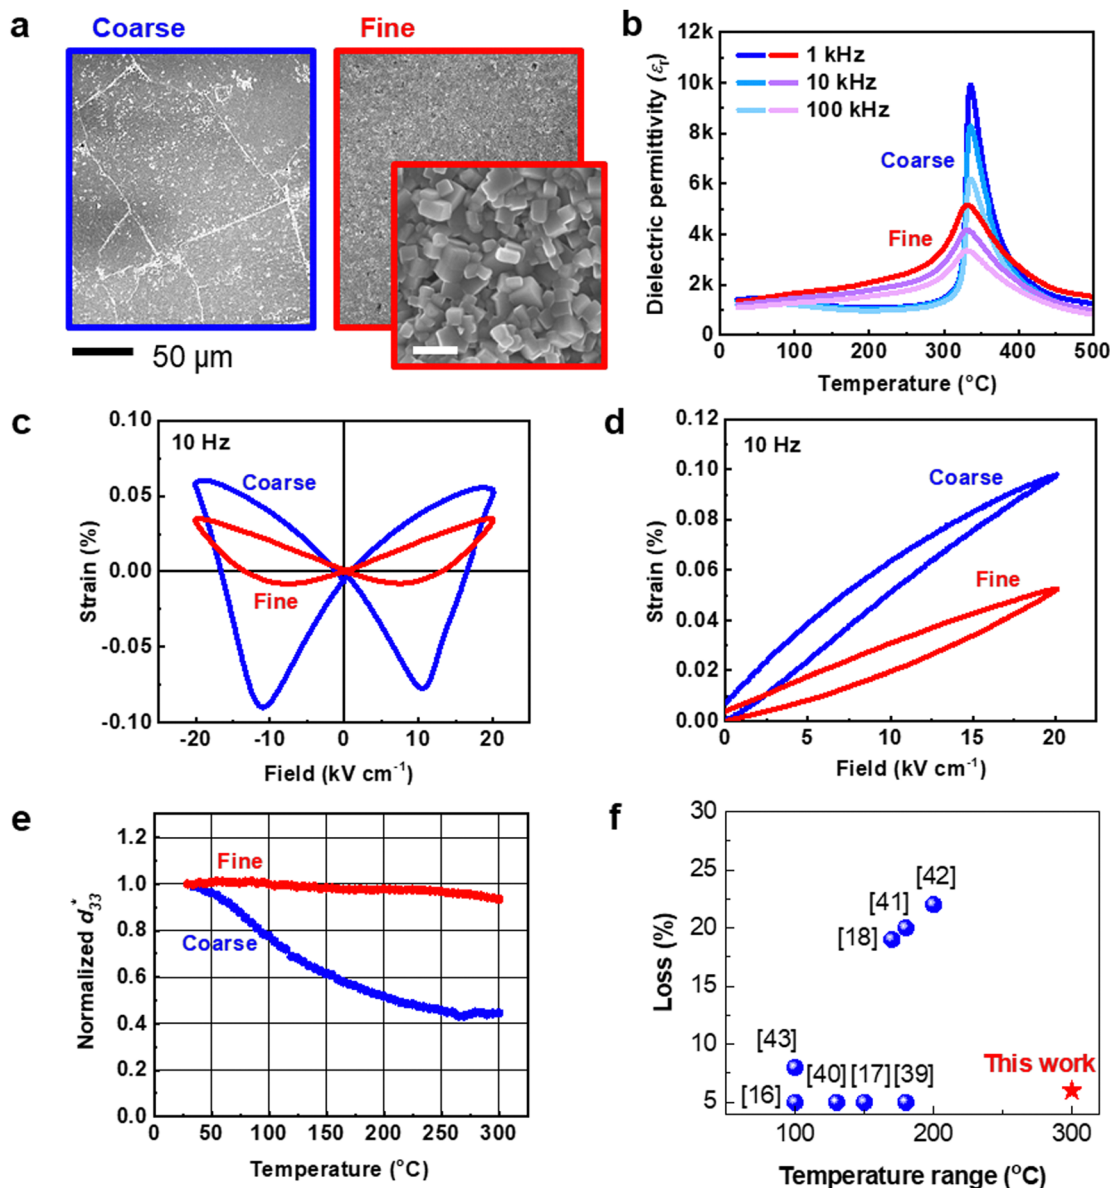 a
Coarse
Fine
50 μm
b
12k
10k
8k
6k
4k
2k
0
Dielectric permittivity (εr)
1 kHz
10 kHz
100 kHz
Coarse
Fine
0
100
200
300
400
500
Temperature (°C)
c
0.10
0.05
0.00
-0.05
-0.10
Strain (%)
10 Hz
Coarse
Fine
-20
-10
0
10
20
Field (kV cm-1)
d
0.12
0.10
0.08
0.06
0.04
0.02
0.00
Strain (%)
10 Hz
Coarse
Fine
0
5
10
15
20
Field (kV cm-1)
e
1.2
1.0
0.8
0.6
0.4
0.2
0.0
Normalized d33*
Fine
Coarse
0
50
100
150
200
250
300
Temperature (°C)
f
30
25
20
15
10
5
Loss (%)
[42]
[41]
[18]
[43]
[16]
[40]
[17]
[39]
This work
100
200
300
Temperature range (°C)